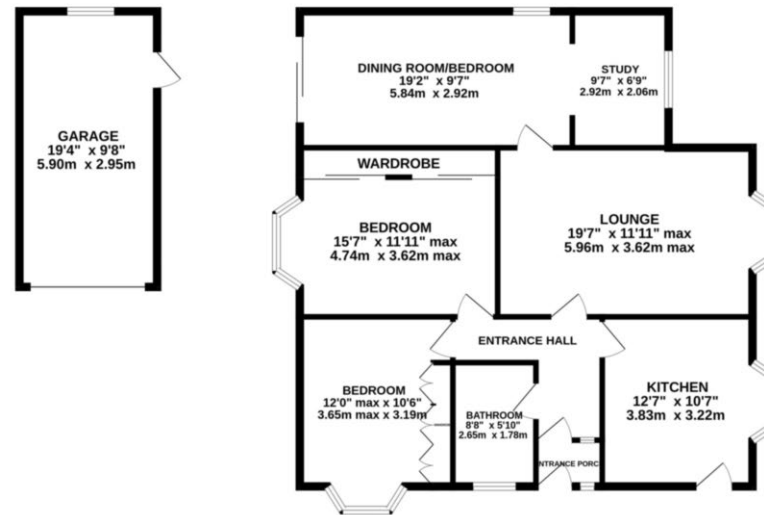 GARAGE
19'4" x 9'8"
5.90m x 2.95m
DINING ROOM/BEDROOM
19'2" x 9'7"
5.84m x 2.92m
STUDY
9'7" x 6'9"
2.92m x 2.06m
WARDROBE
BEDROOM
15'7" x 11'11" max
4.74m x 3.62m max
LOUNGE
19'7" x 11'11" max
5.96m x 3.62m max
ENTRANCE HALL
BEDROOM
12'0" max x 10'6"
3.65m max x 3.19m
BATHROOM
8'8" x 5'10"
2.65m x 1.78m
KITCHEN
12'7" x 10'7"
3.83m x 3.22m
NTRANCE PORC